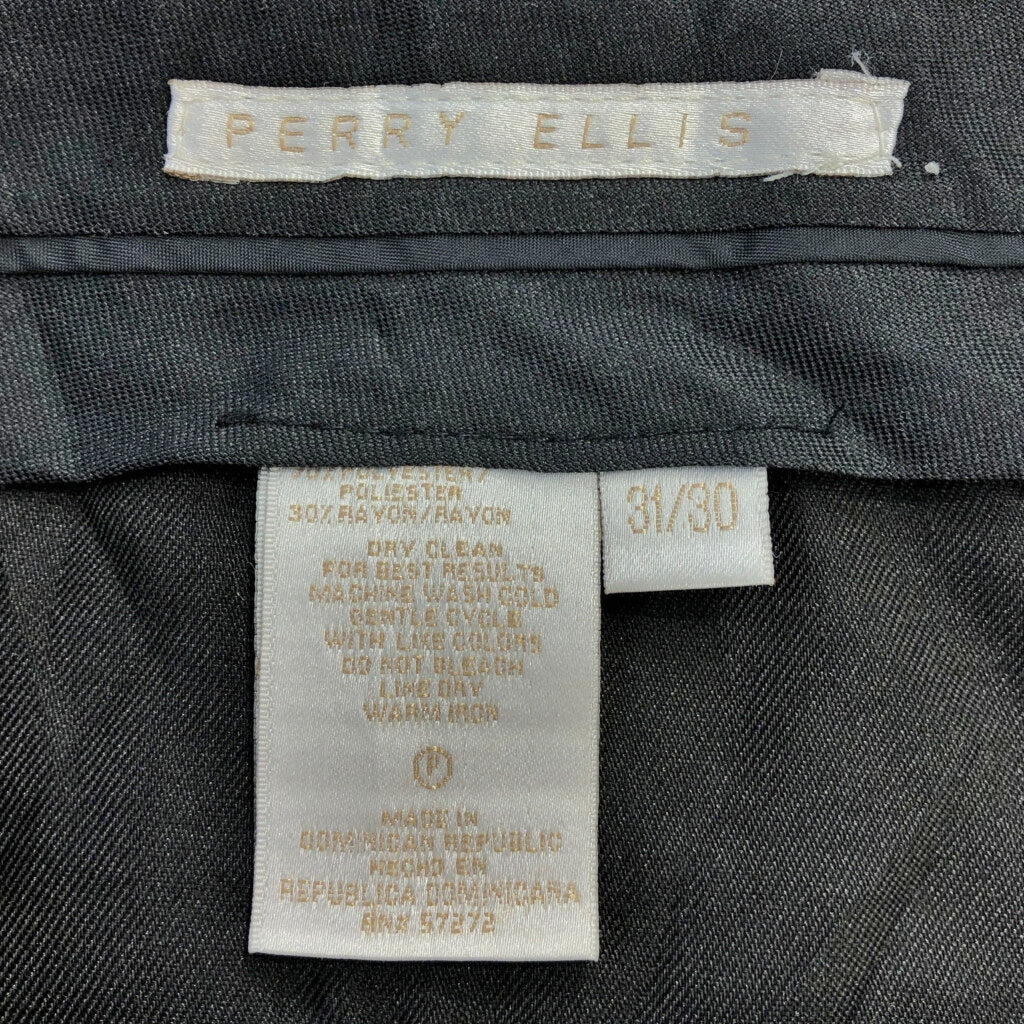 PERRY ELLIS
POLIESTER
30% RAYON/RAYON
31/30
DRY CLEAN
FOR BEST RESULTS
MACHINE WASH COLD
GENTLE CYCLE
WITH LIKE COLORS
DO NOT BLEACH
LINE DRY
WARM IRON
P
MADE IN
DOMINICAN REPUBLIC
HECHO EN
REPUBLICA DOMINICANA
RN# 57272